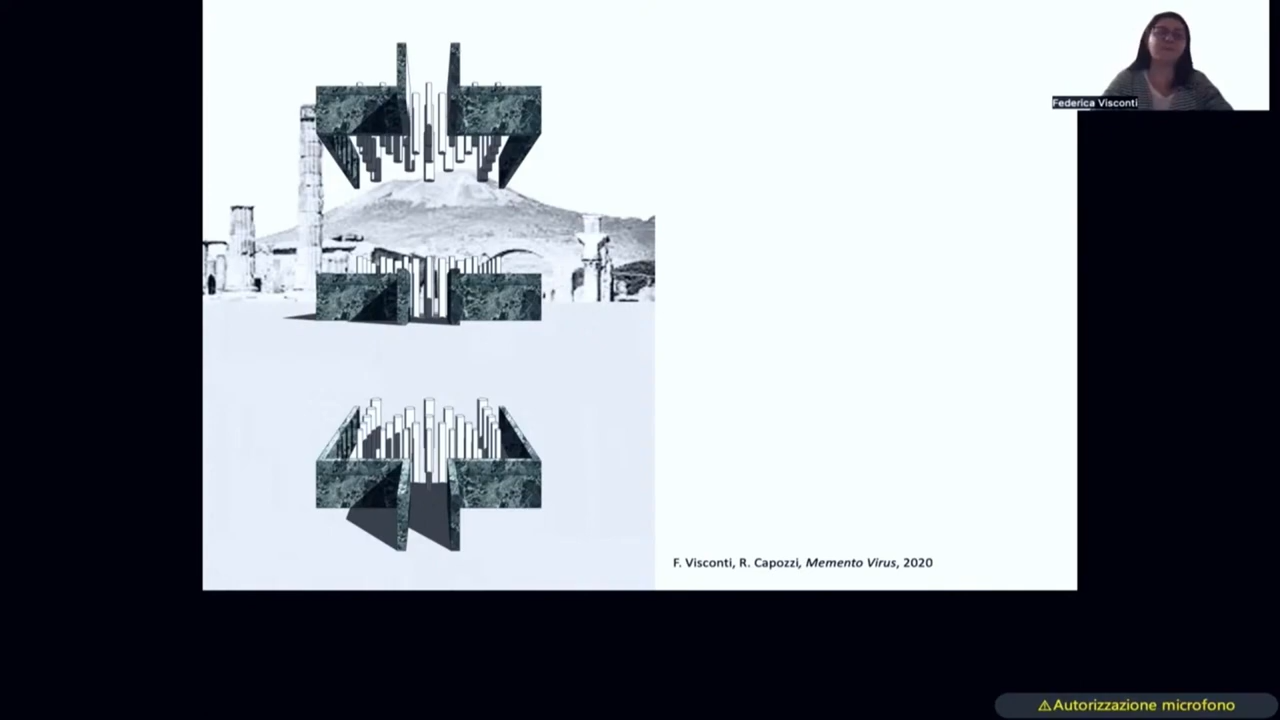 Federica Visconti
F. Visconti, R. Capozzi, Memento Virus, 2020
⚠Autorizzazione microfono